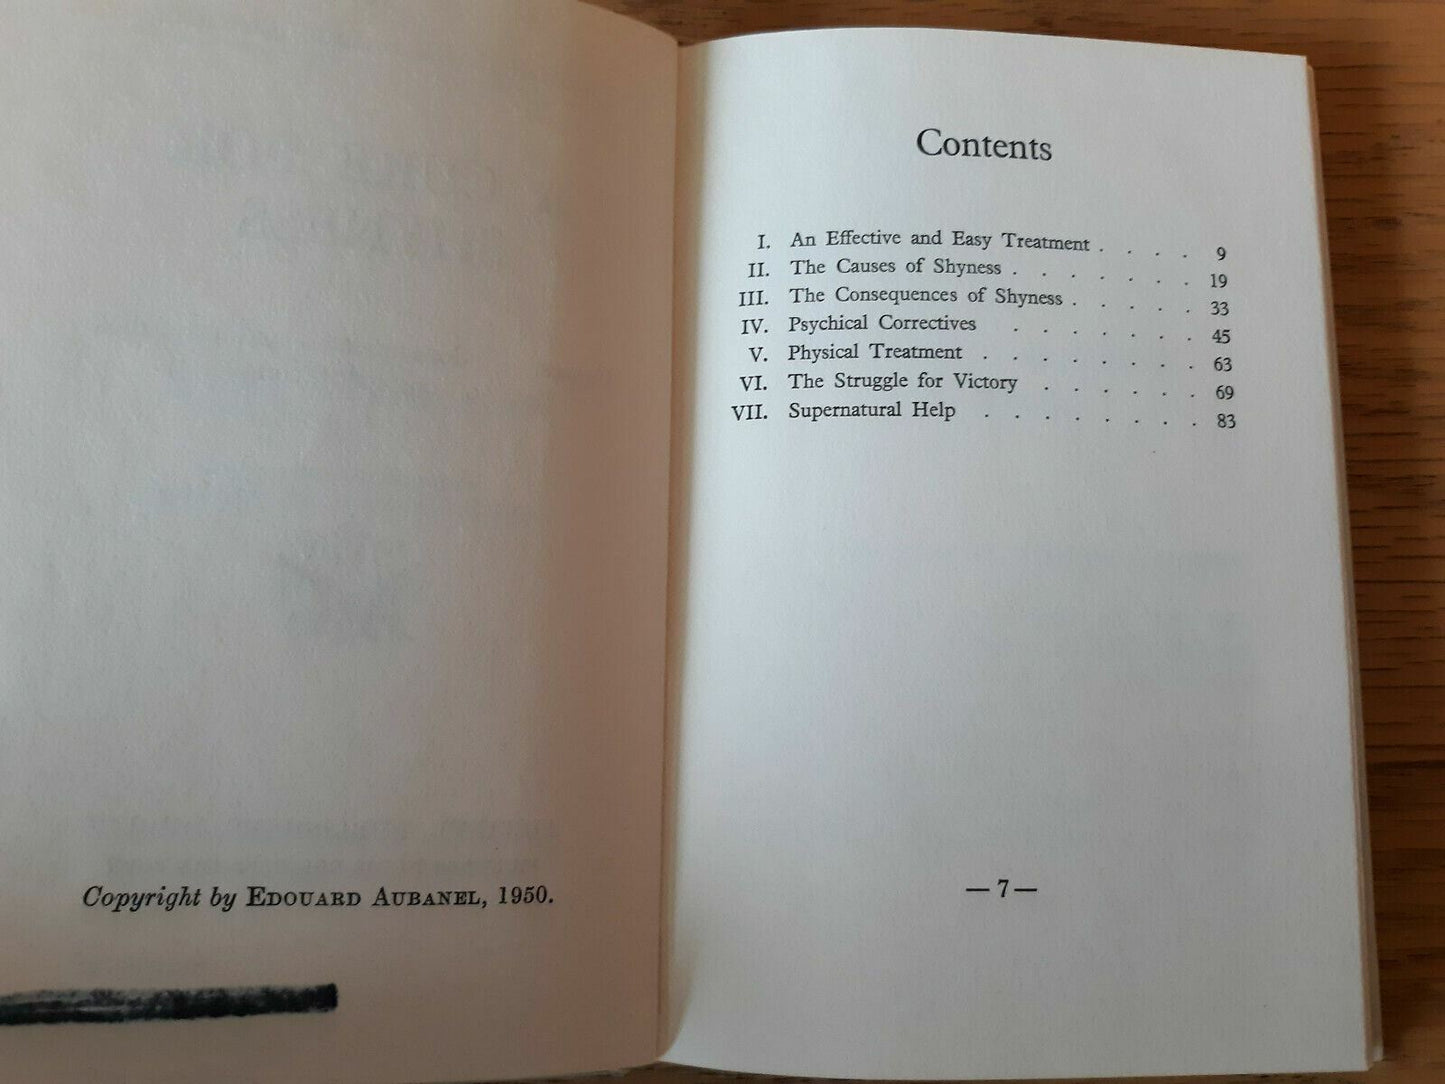 Copyright by EDOUARD AUBANEL, 1950.
Contents
I. An Effective and Easy Treatment . . . . 9
II. The Causes of Shyness . . . . . . . 19
III. The Consequences of Shyness . . . . . 33
IV. Psychical Correctives . . . . . . . 45
V. Physical Treatment . . . . . . . . 63
VI. The Struggle for Victory . . . . . . 69
VII. Supernatural Help . . . . . . . . 83
— 7 —